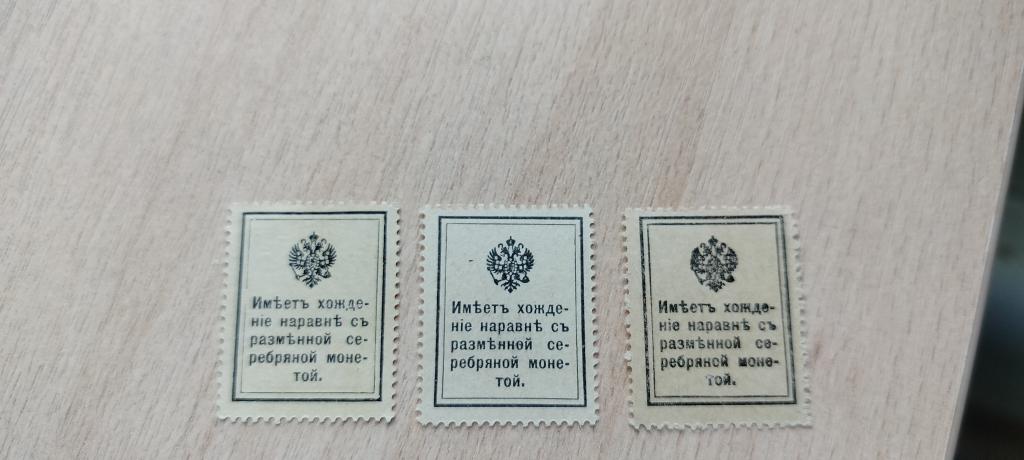 Имѣетъ хожде-
ніе наравнѣ съ
размѣнной се-
ребряной моне-
той.
Имѣетъ хожде-
ніе наравнѣ съ
размѣнной се-
ребряной моне-
той.
Имѣетъ хожде-
ніе наравнѣ съ
размѣнной се-
ребряной моне-
той.